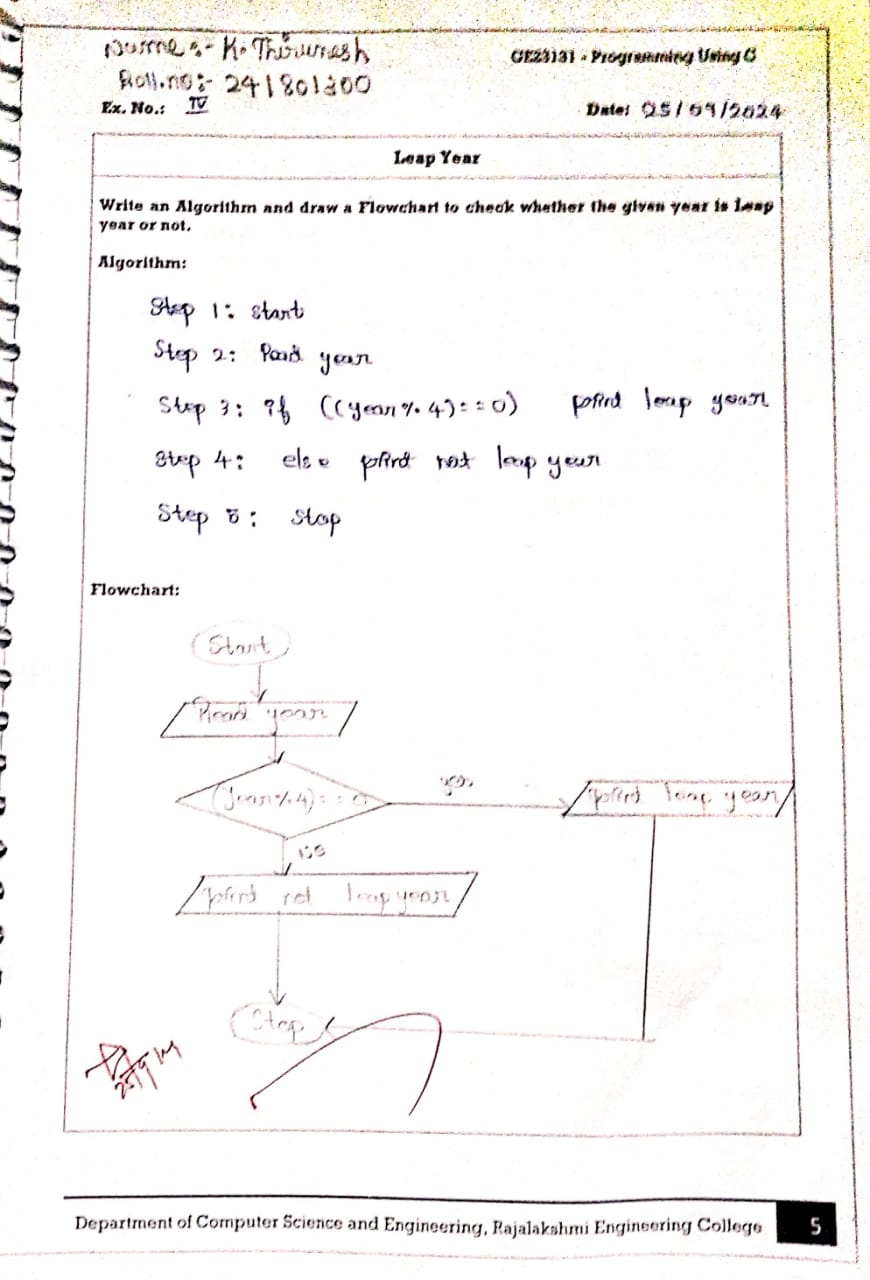 Name :- K. Thirunesh
GE23131 - Programming Using C
Roll.no :- 241801300
Ex. No.: IV
Date: 25/09/2024
Leap Year
Write an Algorithm and draw a Flowchart to check whether the given year is Leap
year or not.
Algorithm:
Step 1: start
Step 2: Read year
Step 3: if ((year % 4) == 0) print leap year
Step 4: else print not leap year
Step 5: stop
Flowchart:
Start
Read year
(year % 4) == 0
yes
print leap year
no
print not leap year
Stop
Department of Computer Science and Engineering, Rajalakshmi Engineering College
5